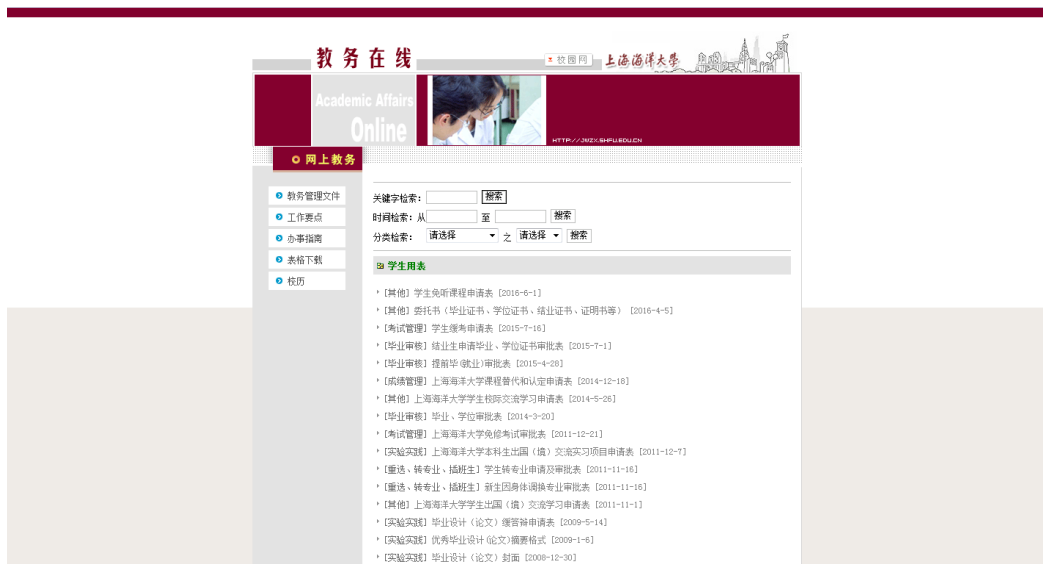 教务在线
校园网
上海海洋大學
Academic Affairs
Online
HTTP://JWZX.SHFU.EDU.CN
网上教务
教务管理文件
工作要点
办事指南
表格下载
校历
关键字检索： 搜索
时间检索：从 至 搜索
分类检索： 请选择 之 请选择 搜索
学生用表
[其他] 学生免听课程申请表 [2016-6-1]
[其他] 委托书（毕业证书、学位证书、结业证书、证明书等） [2016-4-5]
[考试管理] 学生缓考申请表 [2015-7-16]
[毕业审核] 结业生申请毕业、学位证书审批表 [2015-7-1]
[毕业审核] 提前毕(就业)审批表 [2015-4-28]
[成绩管理] 上海海洋大学课程替代和认定申请表 [2014-12-18]
[其他] 上海海洋大学学生校际交流学习申请表 [2014-5-26]
[毕业审核] 毕业、学位审批表 [2014-3-20]
[考试管理] 上海海洋大学免修考试审批表 [2011-12-21]
[实验实践] 上海海洋大学本科生出国（境）交流实习项目申请表 [2011-12-7]
[重选、转专业、插班生] 学生转专业申请及审批表 [2011-11-16]
[重选、转专业、插班生] 新生因身体调换专业审批表 [2011-11-16]
[其他] 上海海洋大学学生出国（境）交流学习申请表 [2011-11-1]
[实验实践] 毕业设计（论文）缓答辩申请表 [2009-5-14]
[实验实践] 优秀毕业设计(论文)摘要格式 [2009-1-6]
[实验实践] 毕业设计（论文）封面 [2008-12-30]